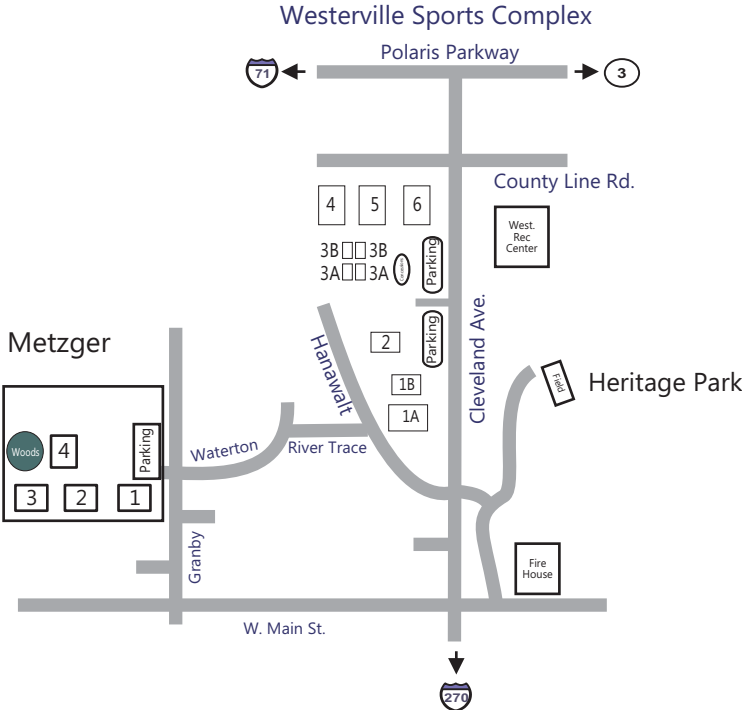 Westerville Sports Complex
Polaris Parkway
71
3
County Line Rd.
4
5
6
West.
Rec
Center
3B
3B
3A
3A
Concessions
Parking
Parking
Cleveland Ave.
Hanawalt
2
1B
1A
Metzger
Woods
4
Parking
3
2
1
Waterton
River Trace
Granby
Field
Heritage Park
Fire
House
W. Main St.
270